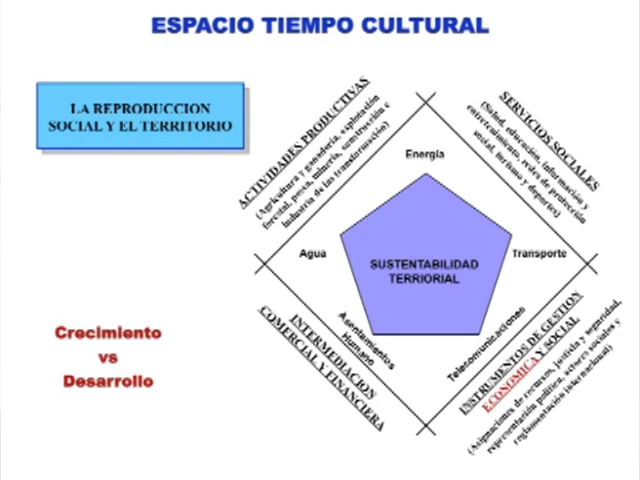 ESPACIO TIEMPO CULTURAL
LA REPRODUCCION
SOCIAL Y EL TERRITORIO
ACTIVIDADES PRODUCTIVAS
(Agricultura y ganadería, explotación
forestal, pesca, minería, construcción e
industria de las transformación)
SERVICIOS SOCIALES
(Salud, educación, información y
entretenimiento, redes de protección
social, turismo y deportes)
Energía
Agua
Transporte
SUSTENTABILIDAD
TERRIORIAL
Asentamientos
Humano
Telecomunicaciones
INTERMEDIACION
COMERCIAL Y FINANCIERA
INSTRUMENTOS DE GESTION
ECONOMICA Y SOCIAL
(Asignaciones de recursos, justicia y seguridad,
representación política, actores sociales y
reglamentación internacional)
Crecimiento
vs
Desarrollo